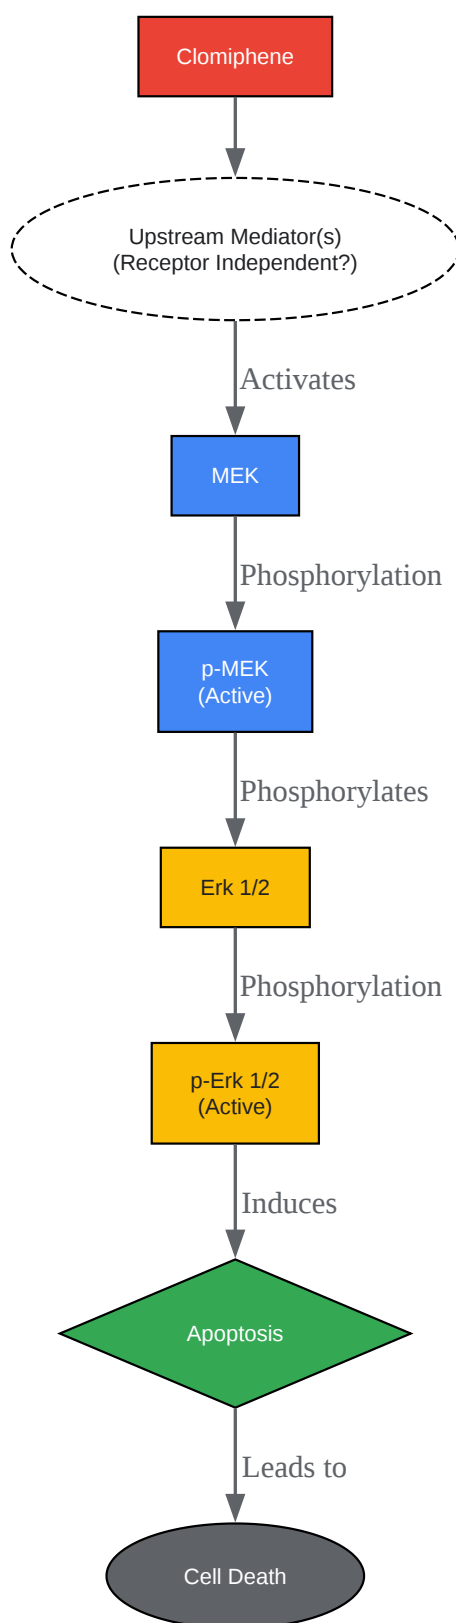 Clomiphene
Upstream Mediator(s)
(Receptor Independent?)
Activates
MEK
Phosphorylation
p-MEK
(Active)
Phosphorylates
Erk 1/2
Phosphorylation
p-Erk 1/2
(Active)
Induces
Apoptosis
Leads to
Cell Death